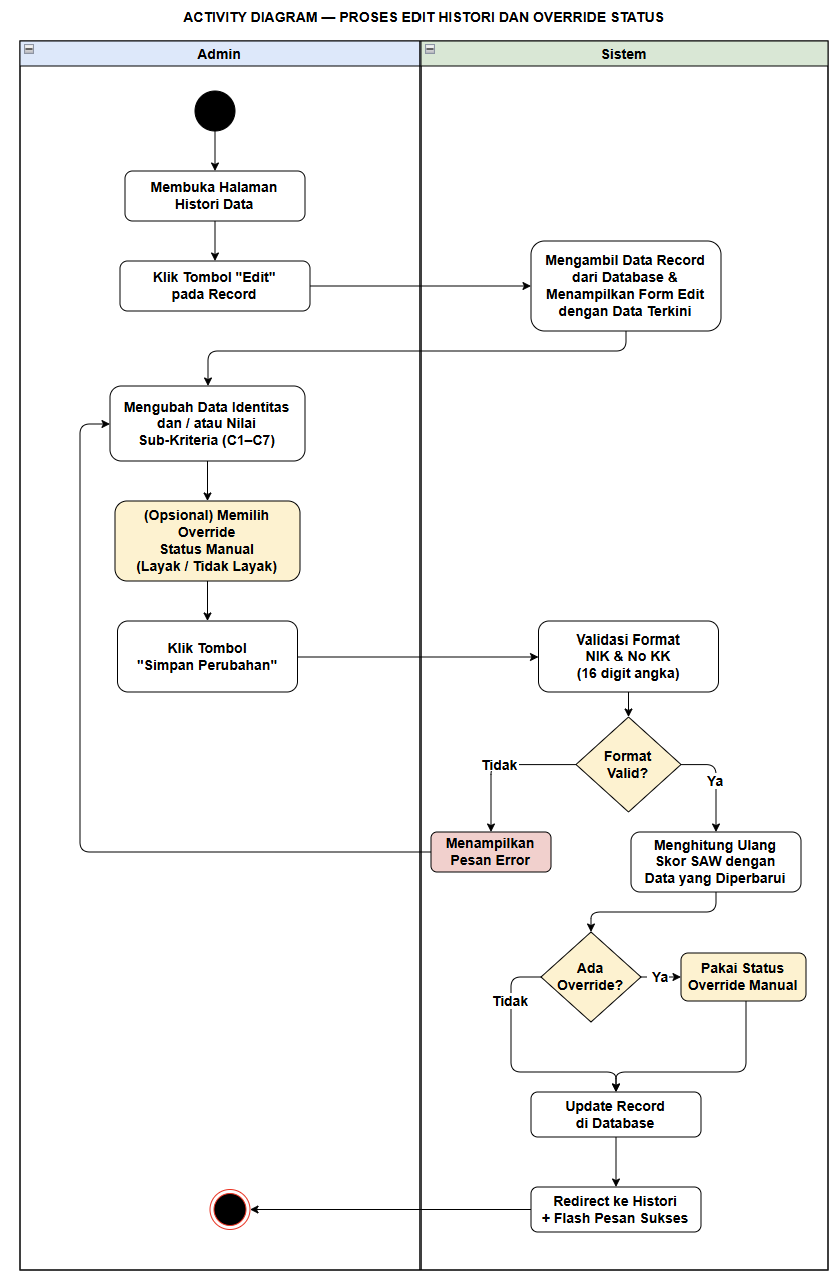 ACTIVITY DIAGRAM — PROSES EDIT HISTORI DAN OVERRIDE STATUS
Admin
Sistem
Membuka Halaman
Histori Data
Klik Tombol "Edit"
pada Record
Mengambil Data Record
dari Database &
Menampilkan Form Edit
dengan Data Terkini
Mengubah Data Identitas
dan / atau Nilai
Sub-Kriteria (C1–C7)
(Opsional) Memilih
Override
Status Manual
(Layak / Tidak Layak)
Klik Tombol
"Simpan Perubahan"
Validasi Format
NIK & No KK
(16 digit angka)
Format
Valid?
Tidak
Ya
Menampilkan
Pesan Error
Menghitung Ulang
Skor SAW dengan
Data yang Diperbarui
Ada
Override?
Ya
Tidak
Pakai Status
Override Manual
Update Record
di Database
Redirect ke Histori
+ Flash Pesan Sukses